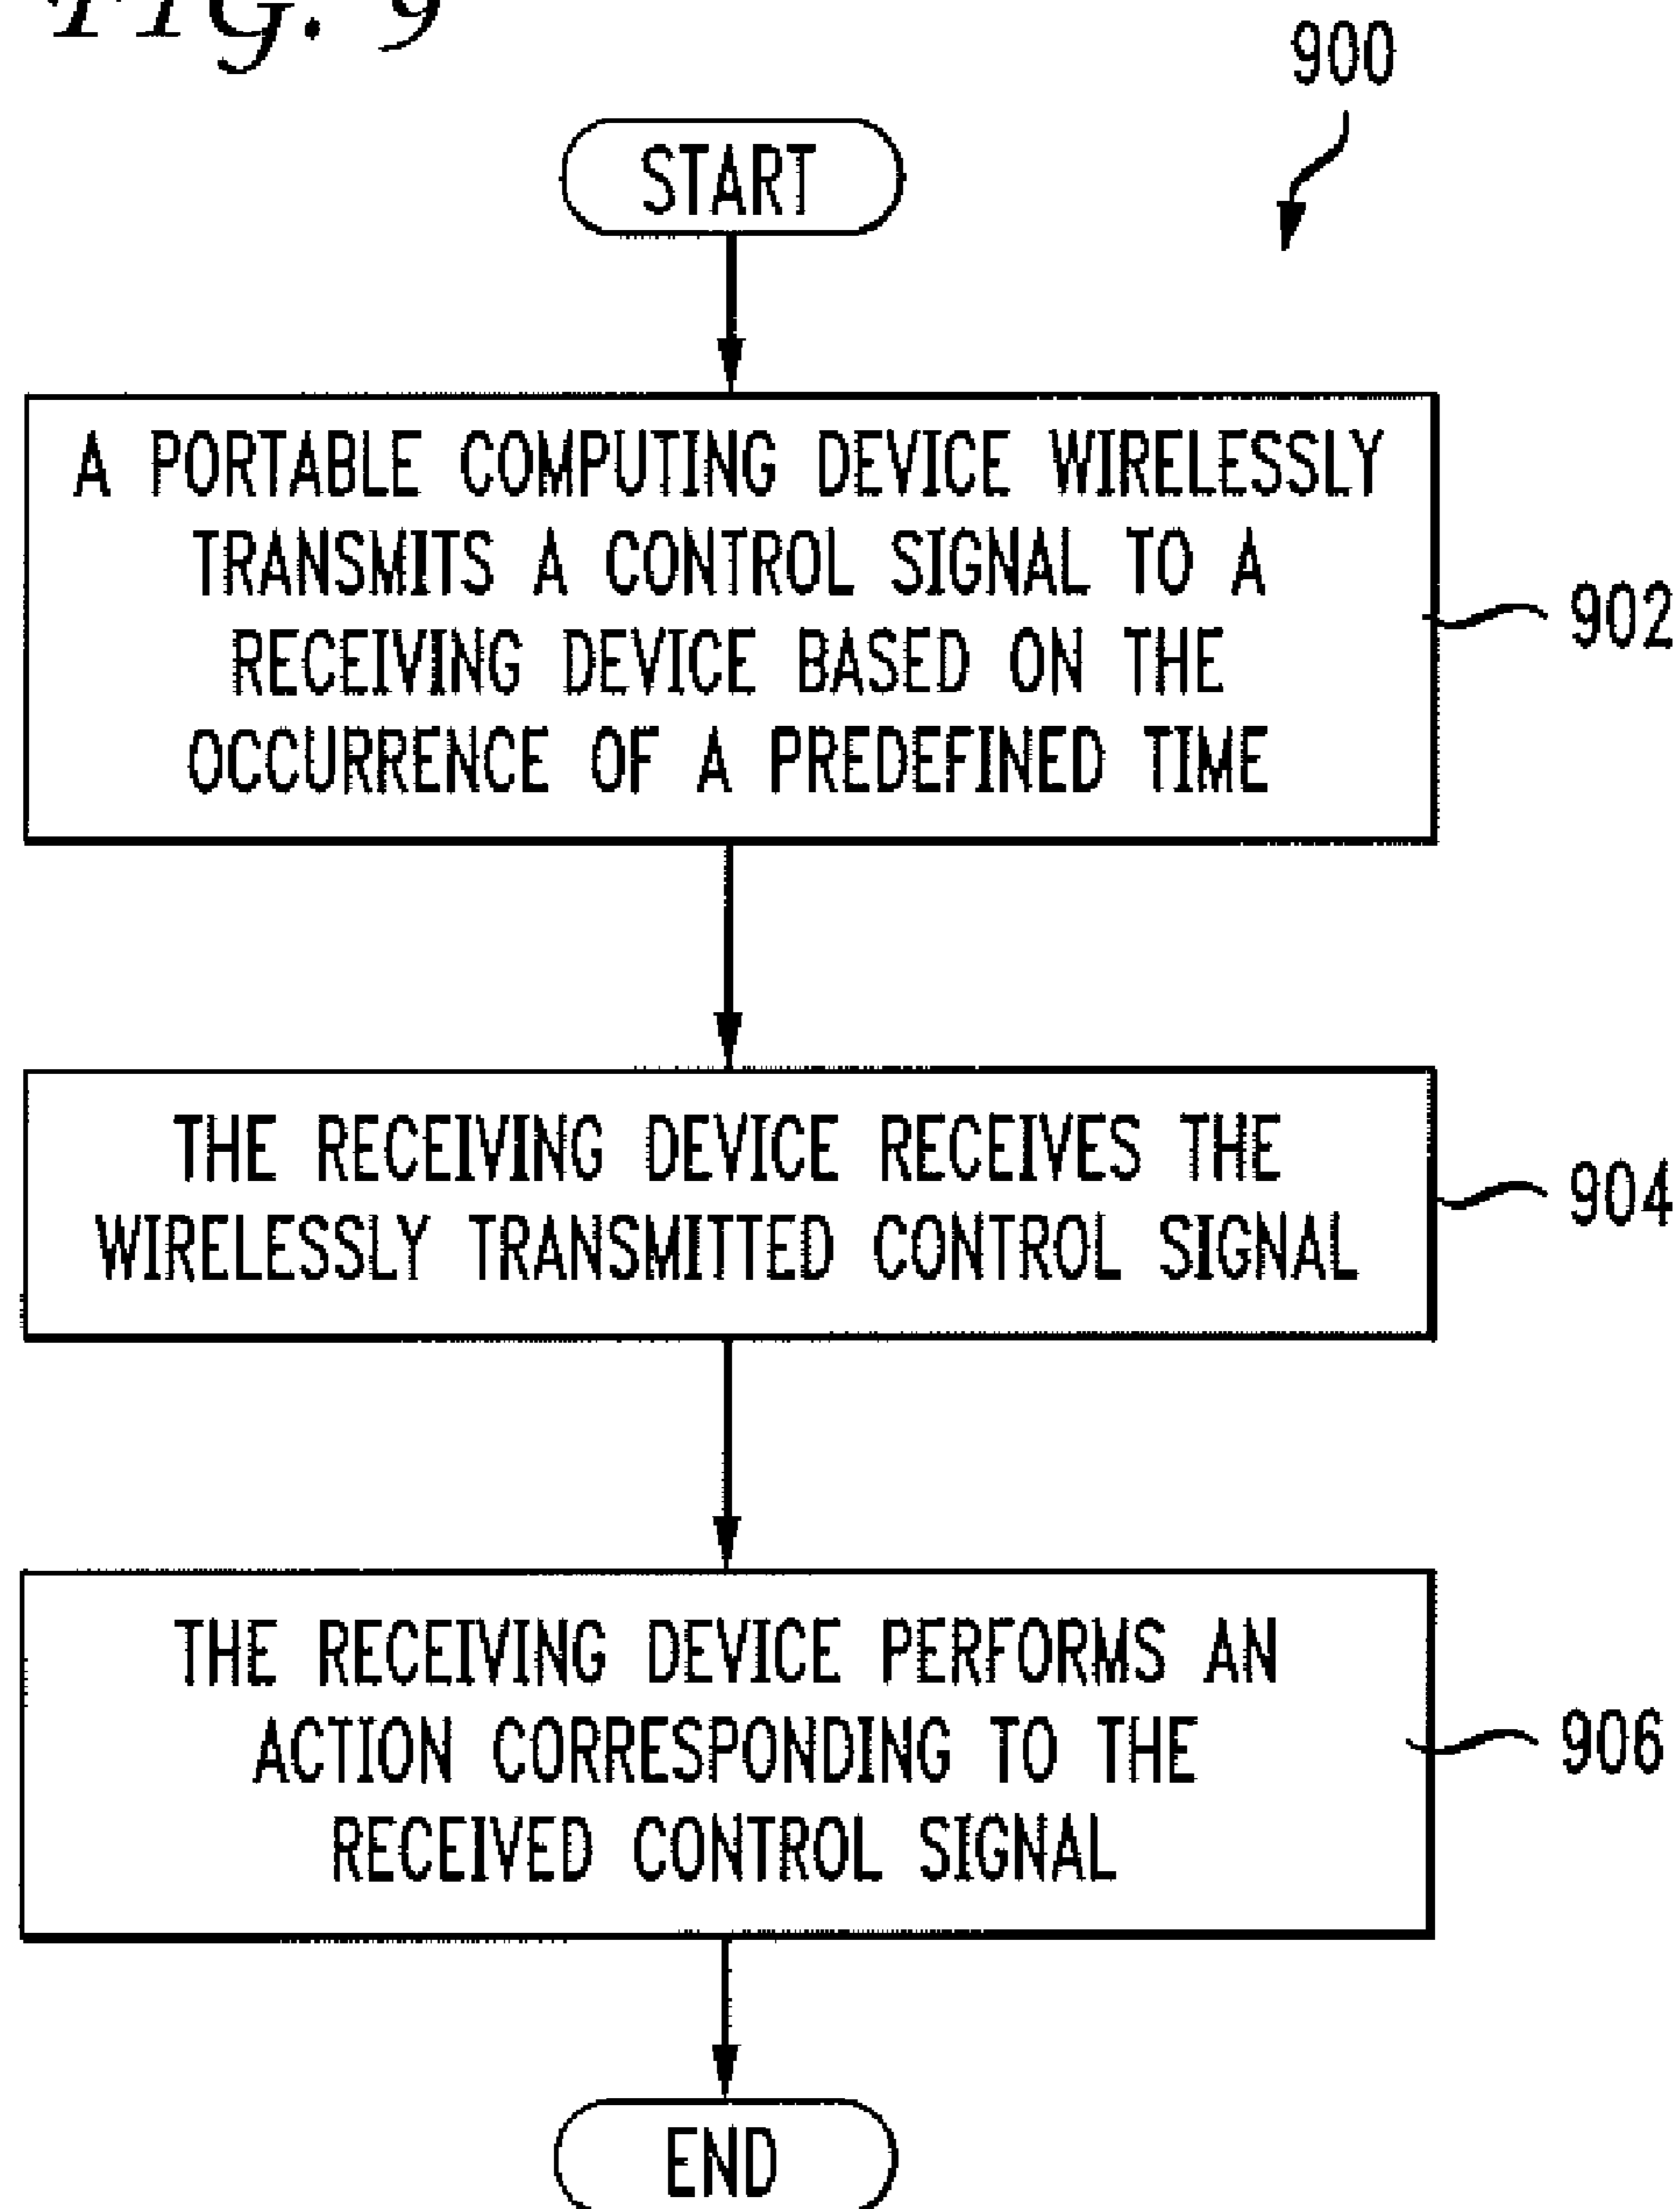 FIG. 9
900
START
A PORTABLE COMPUTING DEVICE WIRELESSLY
TRANSMITS A CONTROL SIGNAL TO A
RECEIVING DEVICE BASED ON THE
OCCURRENCE OF A PREDEFINED TIME
902
THE RECEIVING DEVICE RECEIVES THE
WIRELESSLY TRANSMITTED CONTROL SIGNAL
904
THE RECEIVING DEVICE PERFORMS AN
ACTION CORRESPONDING TO THE
RECEIVED CONTROL SIGNAL
906
END